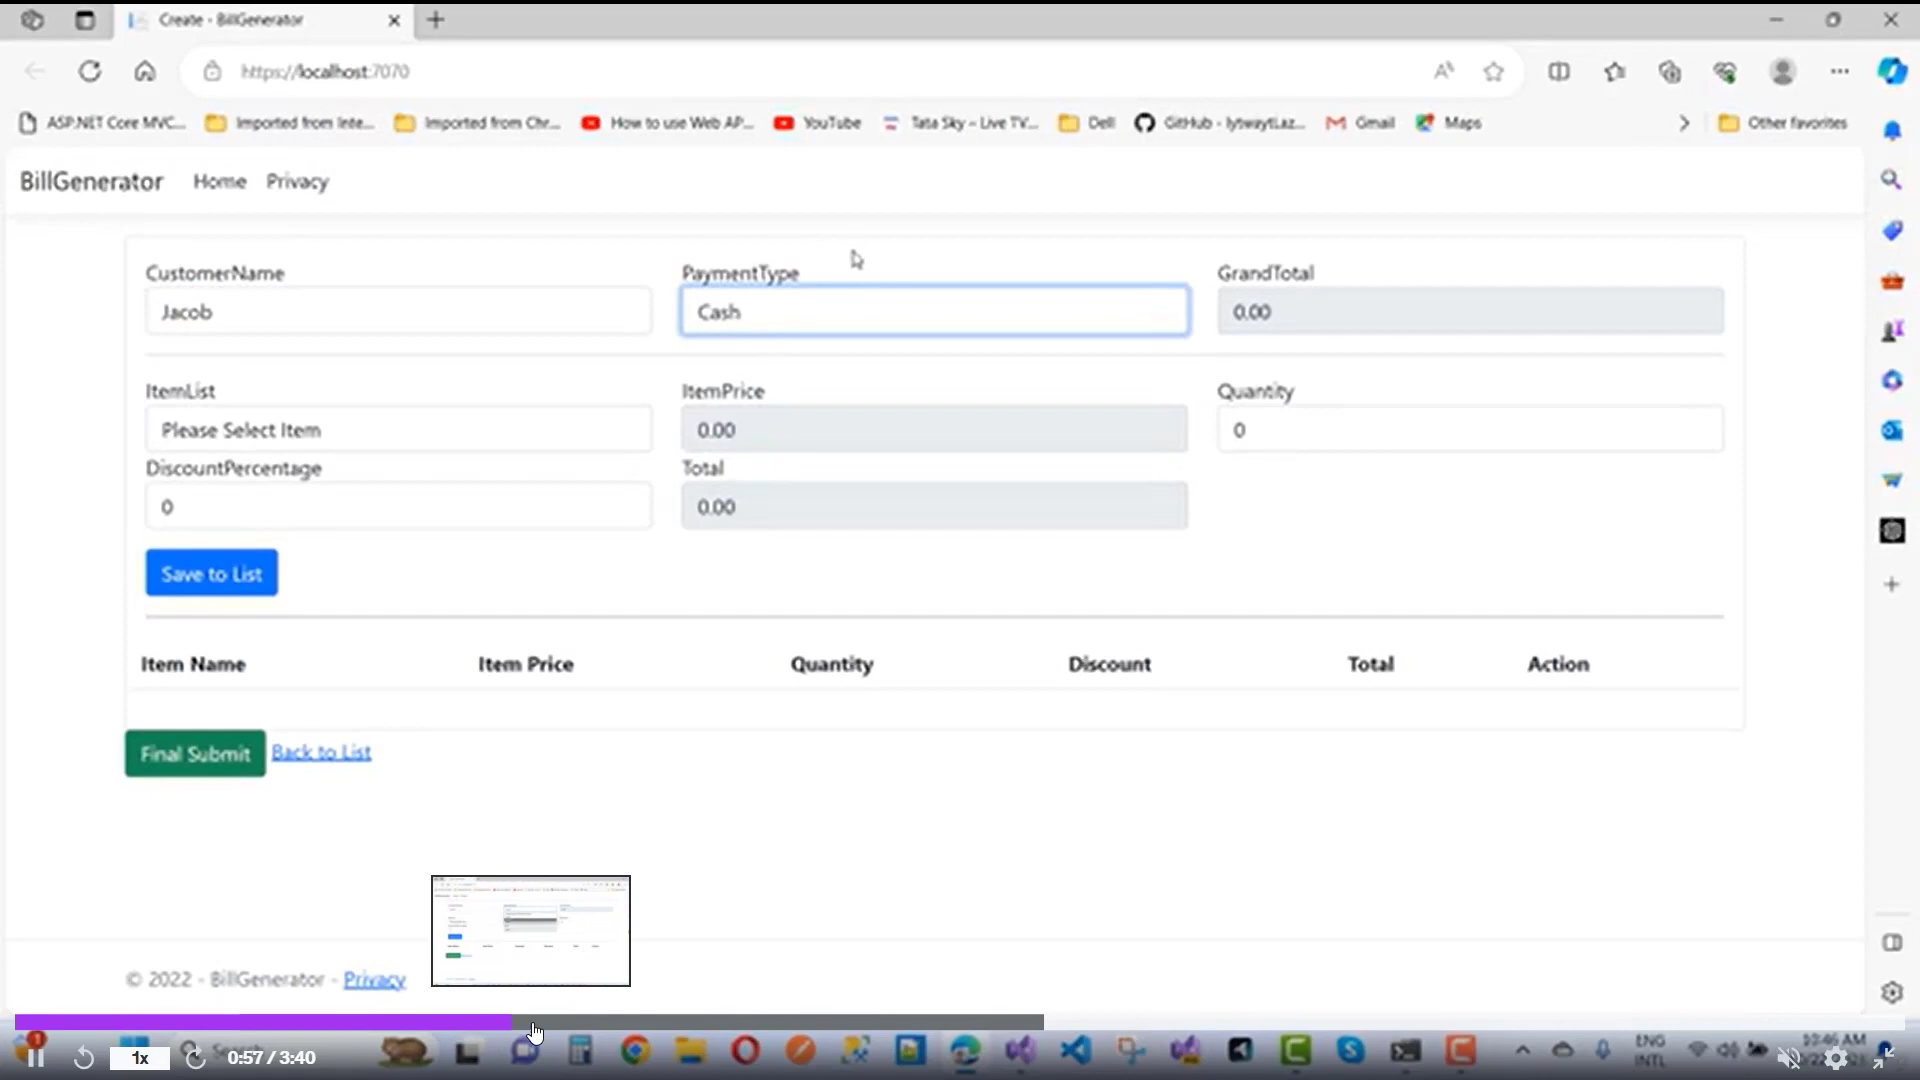 Create - BillGenerator
https://localhost:7070
ASP.NET Core MVC...
Imported from Inte...
Imported from Chr...
How to use Web AP...
YouTube
Tata Sky – Live TV...
Dell
GitHub - lytwaytLaz...
Gmail
Maps
Other favorites
BillGenerator
Home
Privacy
CustomerName
PaymentType
GrandTotal
Jacob
Cash
0.00
ItemList
ItemPrice
Quantity
Please Select Item
0.00
0
DiscountPercentage
Total
0
0.00
Save to List
Item Name
Item Price
Quantity
Discount
Total
Action
Final Submit
Back to List
© 2022 - BillGenerator - Privacy
1x
0:57 / 3:40
ENG
INTL
10:46 AM